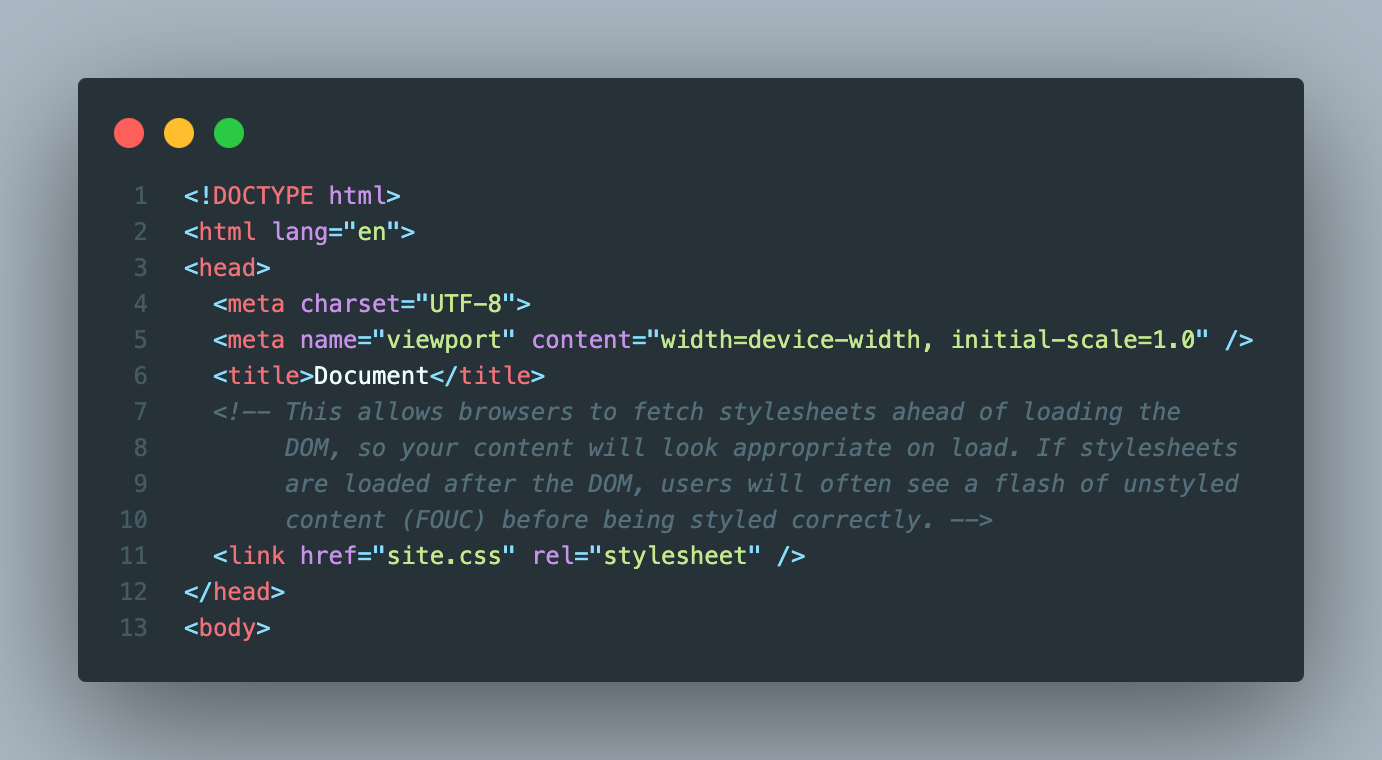 1 <!DOCTYPE html>
2 <html lang="en">
3 <head>
4   <meta charset="UTF-8">
5   <meta name="viewport" content="width=device-width, initial-scale=1.0" />
6   <title>Document</title>
7   <!-- This allows browsers to fetch stylesheets ahead of loading the
8        DOM, so your content will look appropriate on load. If stylesheets
9        are loaded after the DOM, users will often see a flash of unstyled
10        content (FOUC) before being styled correctly. -->
11   <link href="site.css" rel="stylesheet" />
12 </head>
13 <body>